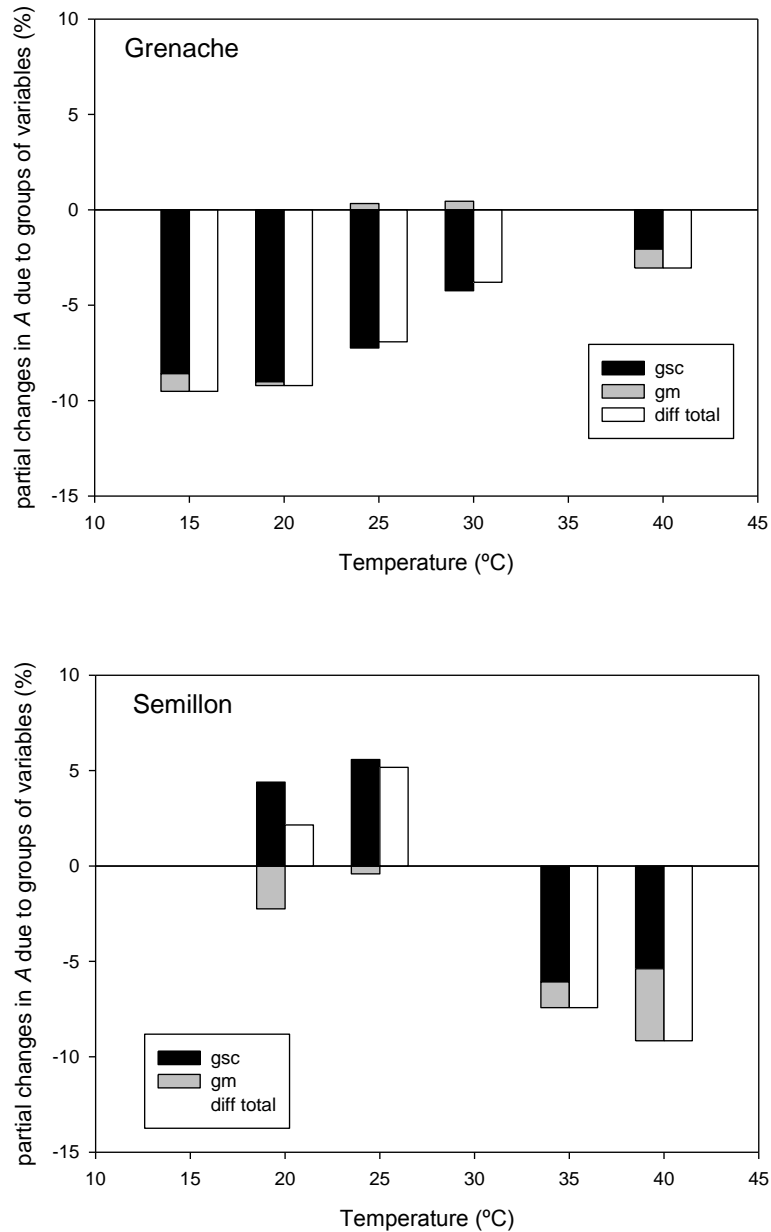 partial changes in A due to groups of variables (%)
10
5
0
-5
-10
-15
Grenache
gsc
gm
diff total
10 15 20 25 30 35 40 45
Temperature (ºC)
partial changes in A due to groups of variables (%)
10
5
0
-5
-10
-15
Semillon
gsc
gm
diff total
10 15 20 25 30 35 40 45
Temperature (ºC)